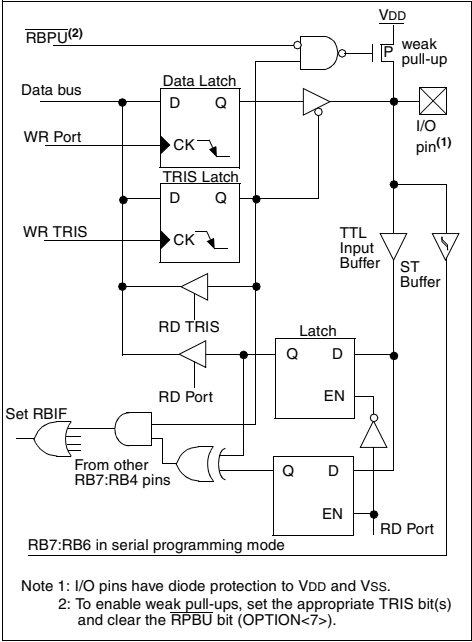 VDD
RBPU(2)
P
weak
pull-up
Data bus
Data Latch
D Q
I/O
pin(1)
WR Port
CK
TRIS Latch
D Q
WR TRIS
CK
TTL
Input
Buffer
ST
Buffer
RD TRIS
Latch
Q D
RD Port
EN
Set RBIF
From other
RB7:RB4 pins
Q D
EN
RD Port
RB7:RB6 in serial programming mode
Note 1: I/O pins have diode protection to VDD and VSS.
2: To enable weak pull-ups, set the appropriate TRIS bit(s)
and clear the RPBU bit (OPTION<7>).